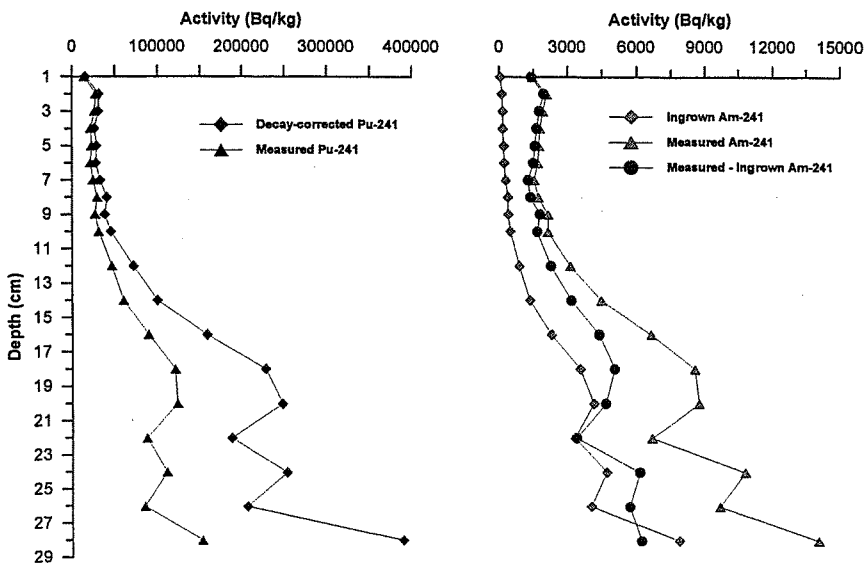 Activity (Bq/kg)
0 100000 200000 300000 400000
Depth (cm)
1
3
5
7
9
11
13
15
17
19
21
23
25
27
29
Decay-corrected Pu-241
Measured Pu-241
Activity (Bq/kg)
0 3000 6000 9000 12000 15000
Ingrown Am-241
Measured Am-241
Measured - Ingrown Am-241